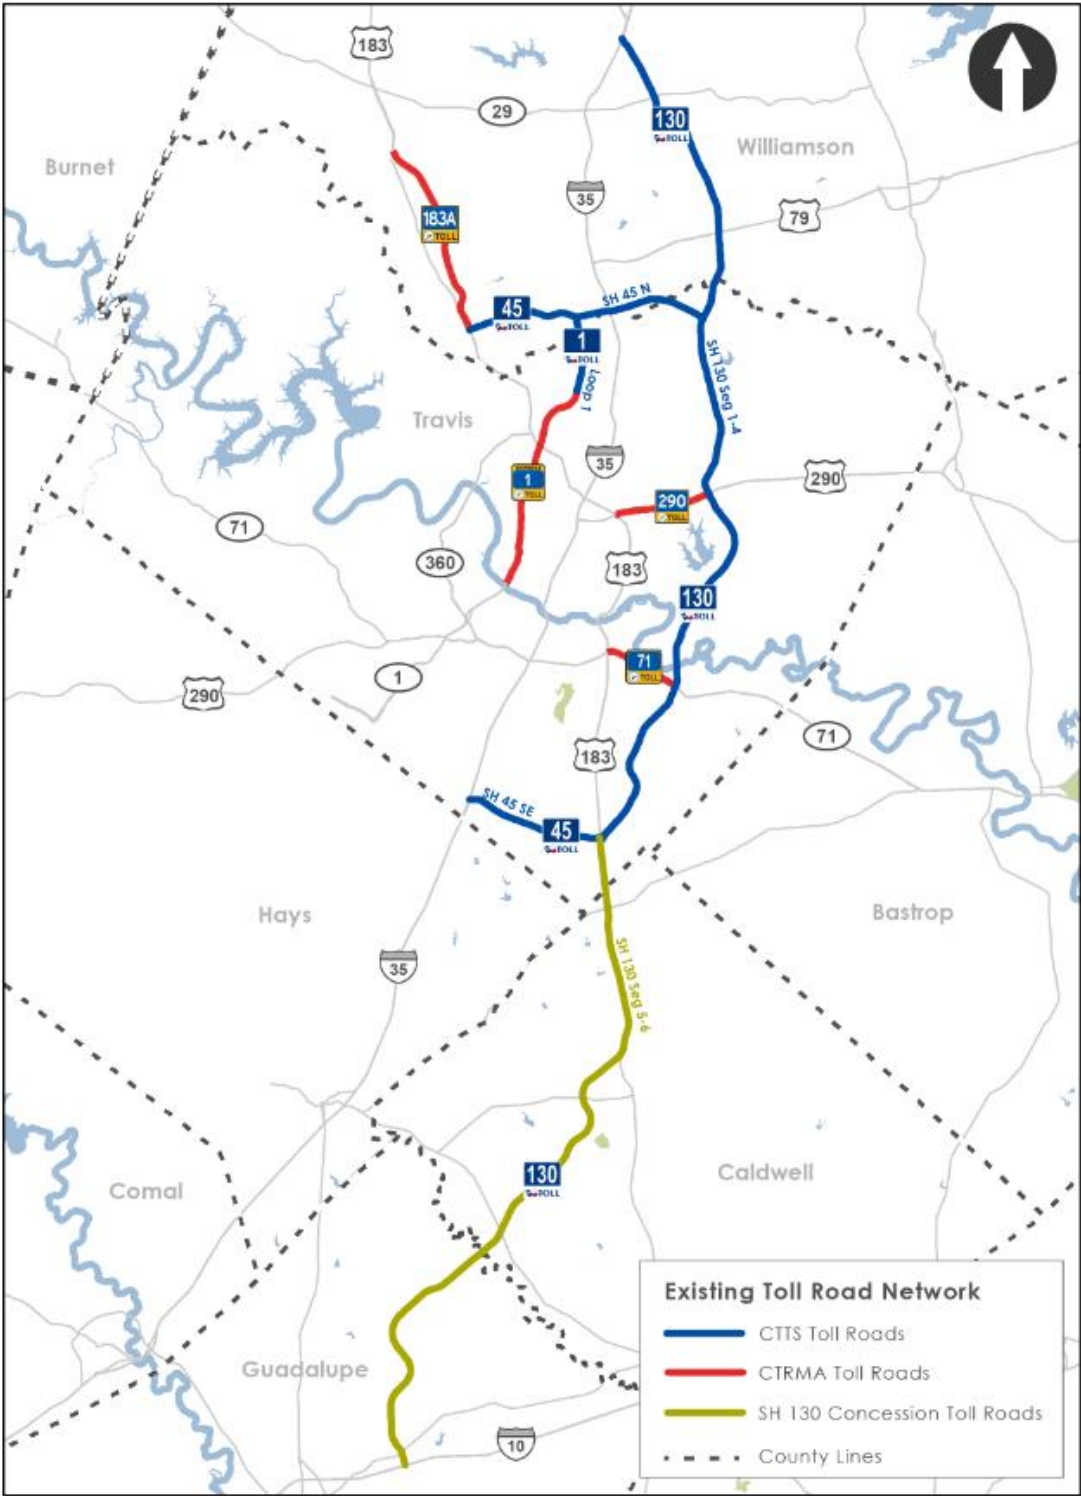 183
29
130
TOLL
Williamson
Burnet
35
79
183A
TOLL
45
TOLL
SH 45 N
1
TOLL
Loop 1
SH 130 Seg 1-4
Travis
35
1
TOLL
290
290
TOLL
71
360
183
130
TOLL
71
TOLL
1
290
71
183
SH 45 SE
45
TOLL
Hays
Bastrop
35
SH 130 Seg 5-6
130
TOLL
Caldwell
Comal
Guadalupe
10
Existing Toll Road Network
CTTS Toll Roads
CTRMA Toll Roads
SH 130 Concession Toll Roads
County Lines